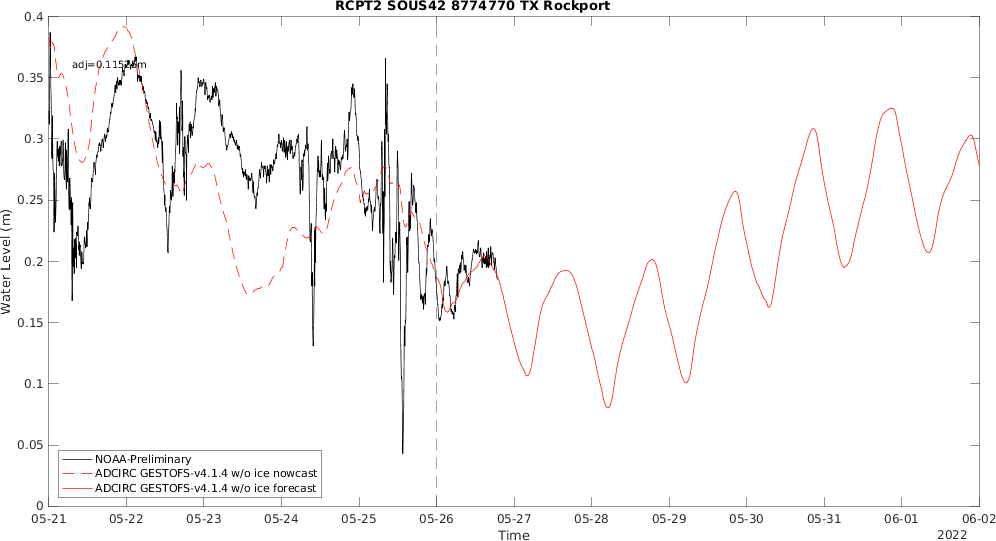 RCPT2 SOUS42 8774770 TX Rockport
0.4
0.35
0.3
0.25
0.2
0.15
0.1
0.05
0
Water Level (m)
NOAA-Preliminary
ADCIRC GESTOFS-v4.1.4 w/o ice nowcast
ADCIRC GESTOFS-v4.1.4 w/o ice forecast
05-21 05-22 05-23 05-24 05-25 05-26 05-27 05-28 05-29 05-30 05-31 06-01 06-02
Time
2022